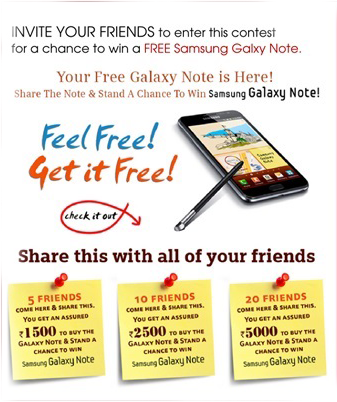 INVITE YOUR FRIENDS to enter this contest
for a chance to win a FREE Samsung Galxy Note.
Your Free Galaxy Note is Here!
Share The Note & Stand A Chance To Win Samsung Galaxy Note!
Feel Free!
Get it Free!
check it out
Share this with all of your friends
5 FRIENDS
COME HERE & SHARE THIS.
YOU GET AN ASSURED
₹1500 TO BUY THE
GALAXY NOTE & STAND A
CHANCE TO WIN
Samsung Galaxy Note
10 FRIENDS
COME HERE & SHARE THIS.
YOU GET AN ASSURED
₹2500 TO BUY THE
GALAXY NOTE & STAND A
CHANCE TO WIN
Samsung Galaxy Note
20 FRIENDS
COME HERE & SHARE THIS.
YOU GET AN ASSURED
₹5000 TO BUY THE
GALAXY NOTE & STAND A
CHANCE TO WIN
Samsung Galaxy Note